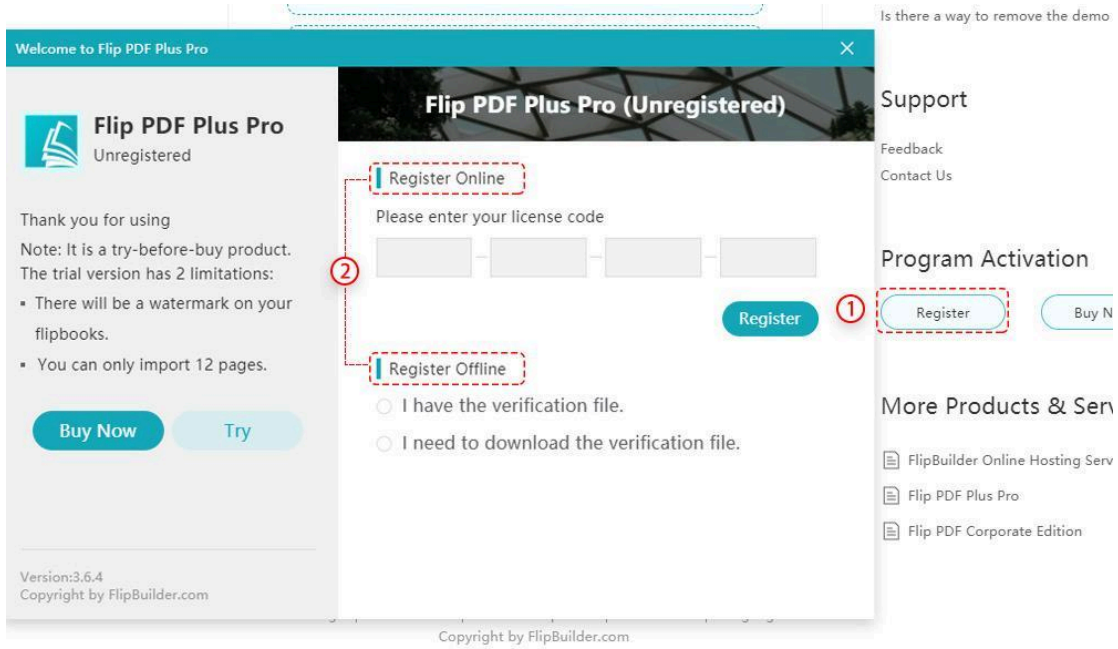 Is there a way to remove the demo
Welcome to Flip PDF Plus Pro
Flip PDF Plus Pro
Unregistered
Thank you for using
Note: It is a try-before-buy product.
The trial version has 2 limitations:
There will be a watermark on your
flipbooks.
You can only import 12 pages.
Buy Now
Try
Version:3.6.4
Copyright by FlipBuilder.com
Flip PDF Plus Pro (Unregistered)
Register Online
Please enter your license code
2
Register
Register Offline
I have the verification file.
I need to download the verification file.
Support
Feedback
Contact Us
Program Activation
1
Register
Buy N
More Products & Serv
FlipBuilder Online Hosting Serv
Flip PDF Plus Pro
Flip PDF Corporate Edition
Copyright by FlipBuilder.com